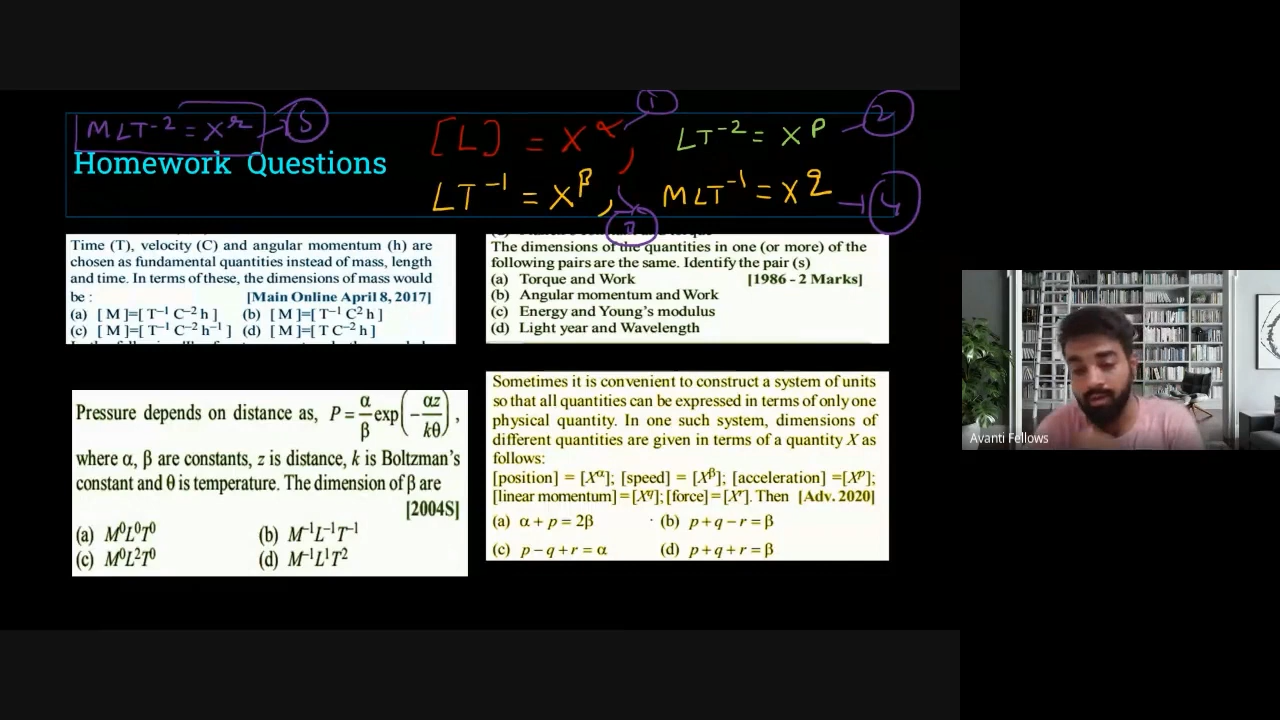 MLT⁻² = X^r → 5
[L] = X^α , 1
LT⁻² = X^p — 2
Homework Questions
LT⁻¹ = X^β ,
MLT⁻¹ = X^q → 4
Time (T), velocity (C) and angular momentum (h) are
chosen as fundamental quantities instead of mass, length
and time. In terms of these, the dimensions of mass would
be : [Main Online April 8, 2017]
(a) [ M ]=[ T⁻¹ C⁻² h ] (b) [ M ]=[ T⁻¹ C² h ]
(c) [ M ]=[ T⁻¹ C⁻² h⁻¹ ] (d) [ M ]=[ T C⁻² h ]
The dimensions of the quantities in one (or more) of the
following pairs are the same. Identify the pair (s)
(a) Torque and Work [1986 - 2 Marks]
(b) Angular momentum and Work
(c) Energy and Young's modulus
(d) Light year and Wavelength
Pressure depends on distance as, P = α/β exp(−αz/kθ),
where α, β are constants, z is distance, k is Boltzman's
constant and θ is temperature. The dimension of β are
[2004S]
(a) M⁰L⁰T⁰ (b) M⁻¹L⁻¹T⁻¹
(c) M⁰L²T⁰ (d) M⁻¹L¹T²
Sometimes it is convenient to construct a system of units
so that all quantities can be expressed in terms of only one
physical quantity. In one such system, dimensions of
different quantities are given in terms of a quantity X as
follows:
[position] = [X^α]; [speed] = [X^β]; [acceleration] =[X^p];
[linear momentum] = [X^q]; [force] = [X^r]. Then [Adv. 2020]
(a) α + p = 2β (b) p + q − r = β
(c) p − q + r = α (d) p + q + r = β
Avanti Fellows